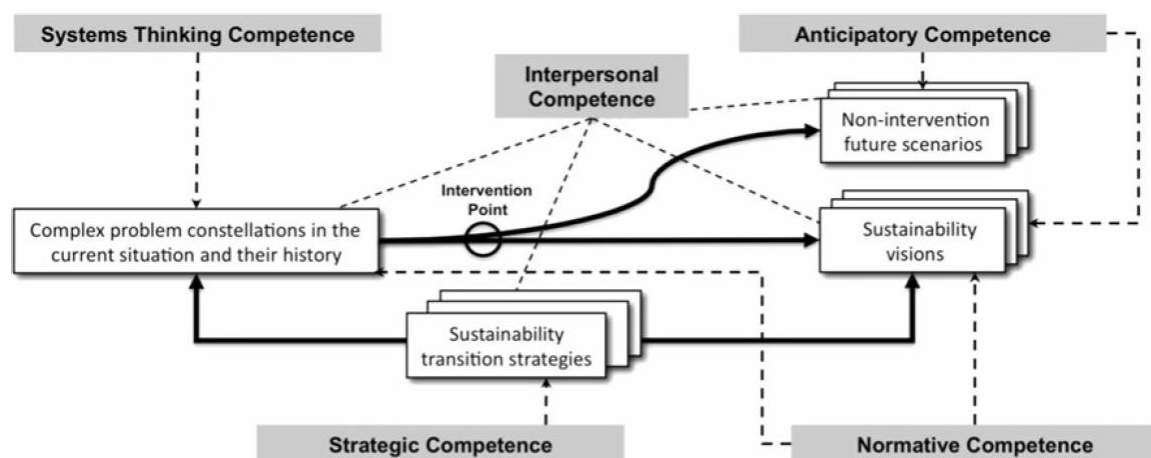 Systems Thinking Competence
Anticipatory Competence
Interpersonal
Competence
Non-intervention
future scenarios
Intervention
Point
Complex problem constellations in the
current situation and their history
Sustainability
visions
Sustainability
transition strategies
Strategic Competence
Normative Competence